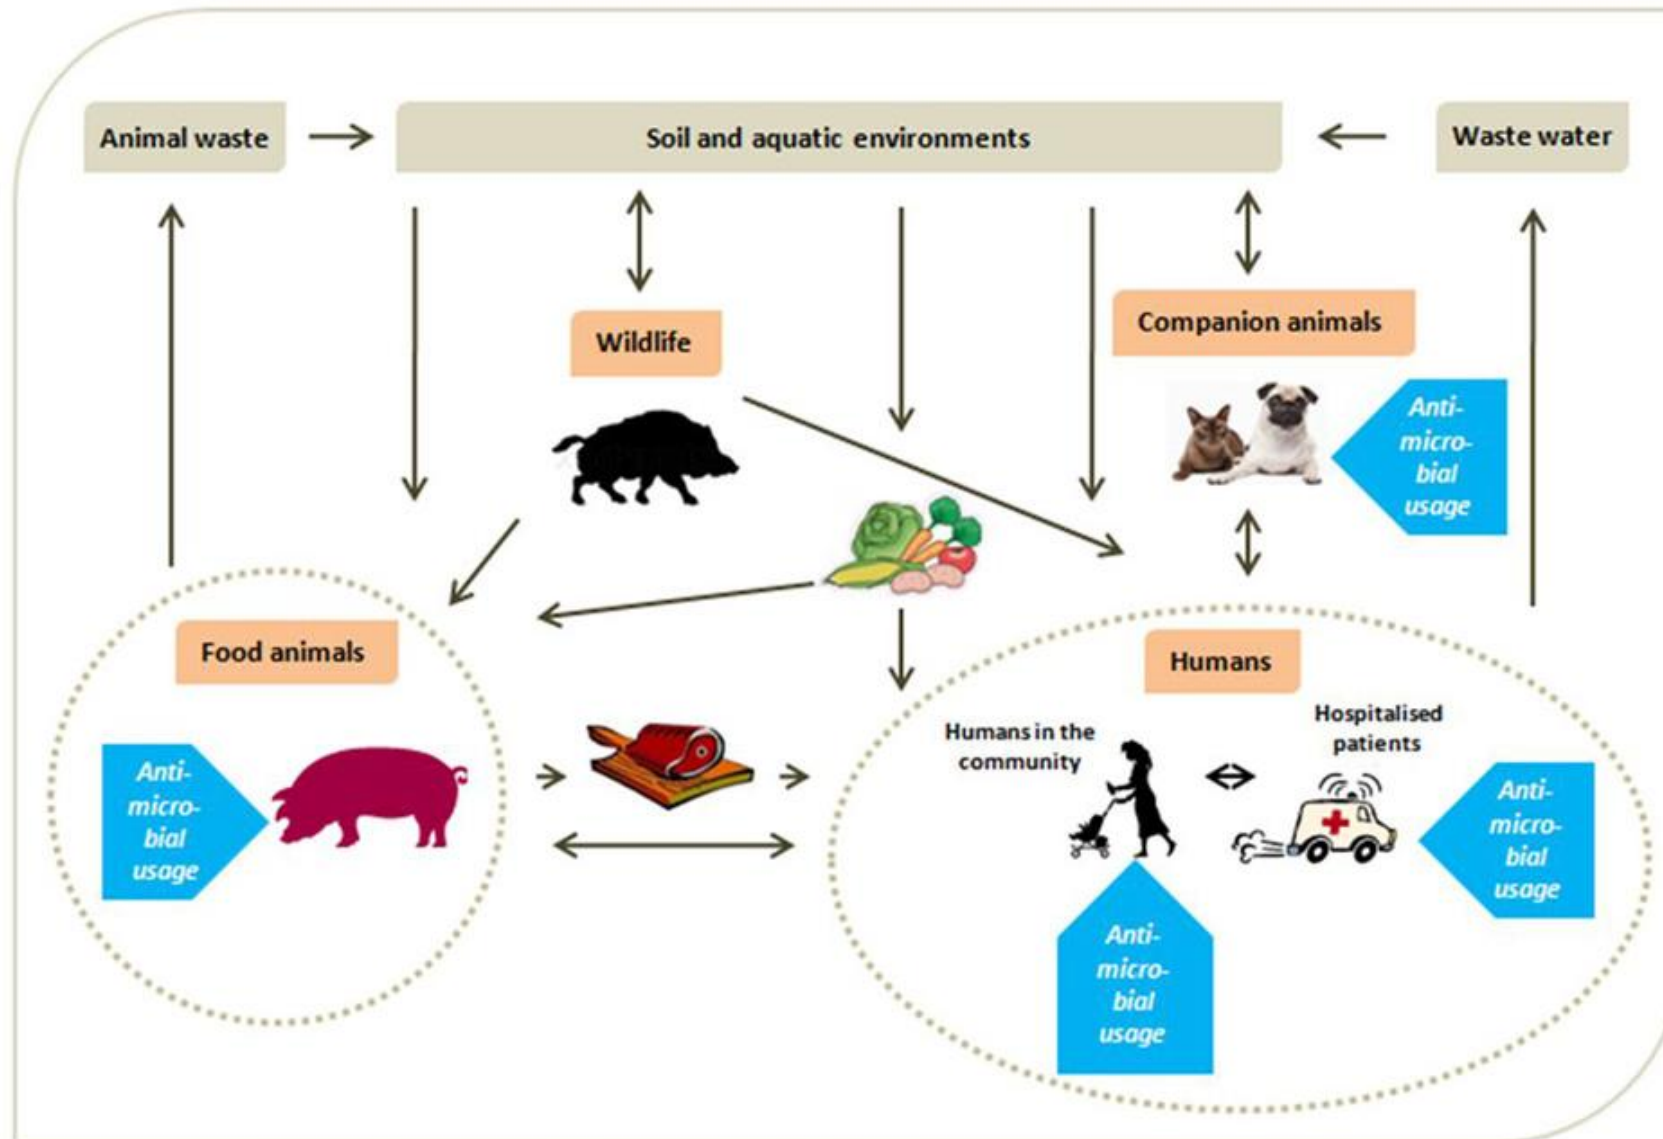 Animal waste
Soil and aquatic environments
Waste water
Wildlife
Companion animals
Anti-
micro-
bial
usage
Food animals
Humans
Humans in the
community
Hospitalised
patients
Anti-
micro-
bial
usage
Anti-
micro-
bial
usage
Anti-
micro-
bial
usage